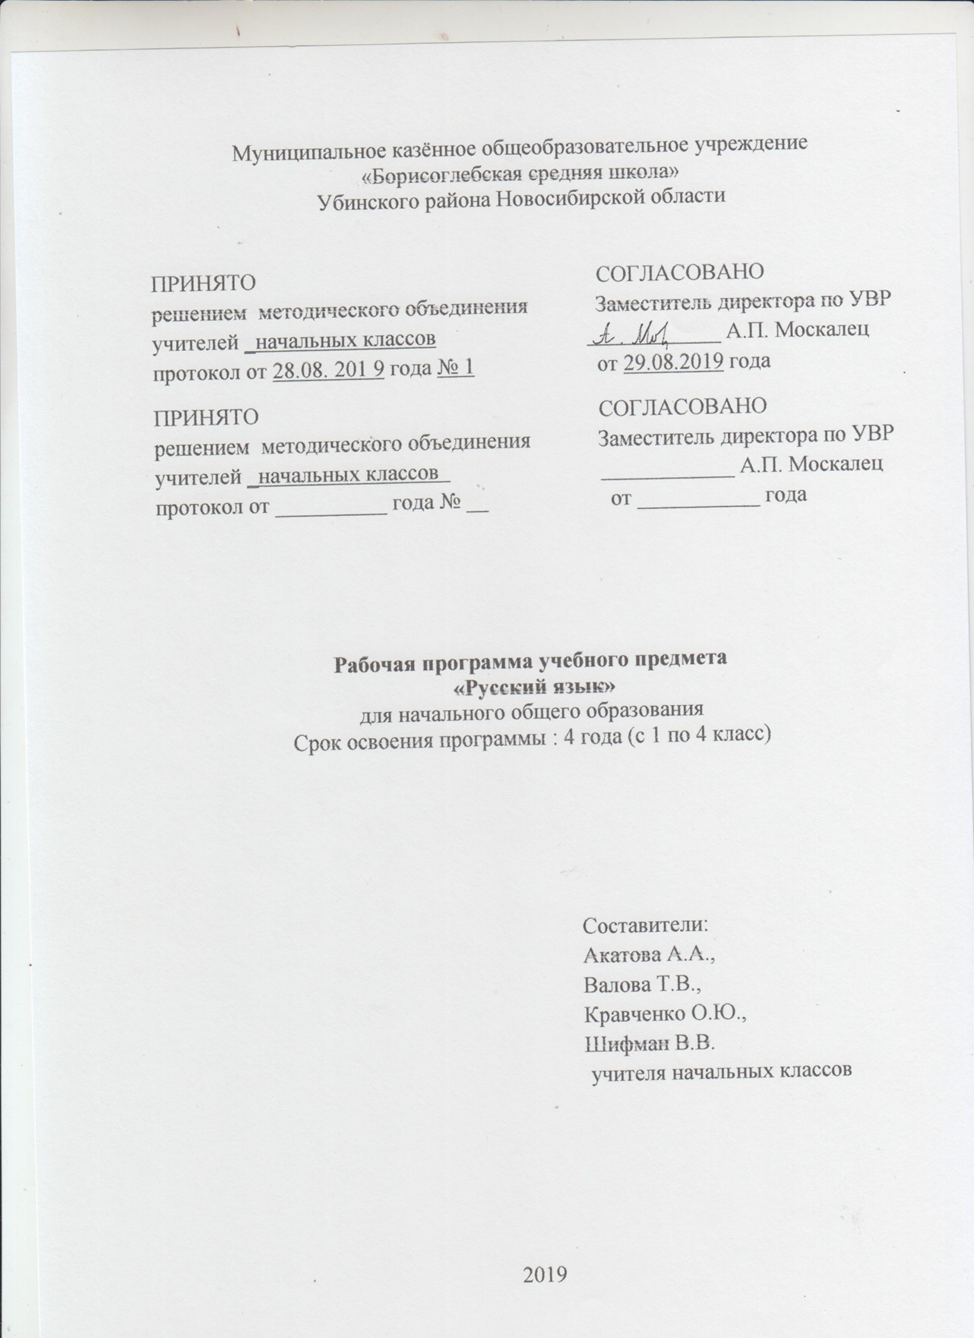 Муниципальное казённое общеобразовательное учреждение
«Борисоглебская средняя школа»
Убинского района Новосибирской области
ПРИНЯТО
решением методического объединения
учителей _начальных классов
протокол от 28.08. 201 9 года № 1
СОГЛАСОВАНО
Заместитель директора по УВР
А.П. Москалец
от 29.08.2019 года
ПРИНЯТО
решением методического объединения
учителей _начальных классов_
протокол от __________ года № __
СОГЛАСОВАНО
Заместитель директора по УВР
____________ А.П. Москалец
от ___________ года
Рабочая программа учебного предмета
«Русский язык»
для начального общего образования
Срок освоения программы : 4 года (с 1 по 4 класс)
Составители:
Акатова А.А.,
Валова Т.В.,
Кравченко О.Ю.,
Шифман В.В.
учителя начальных классов
2019